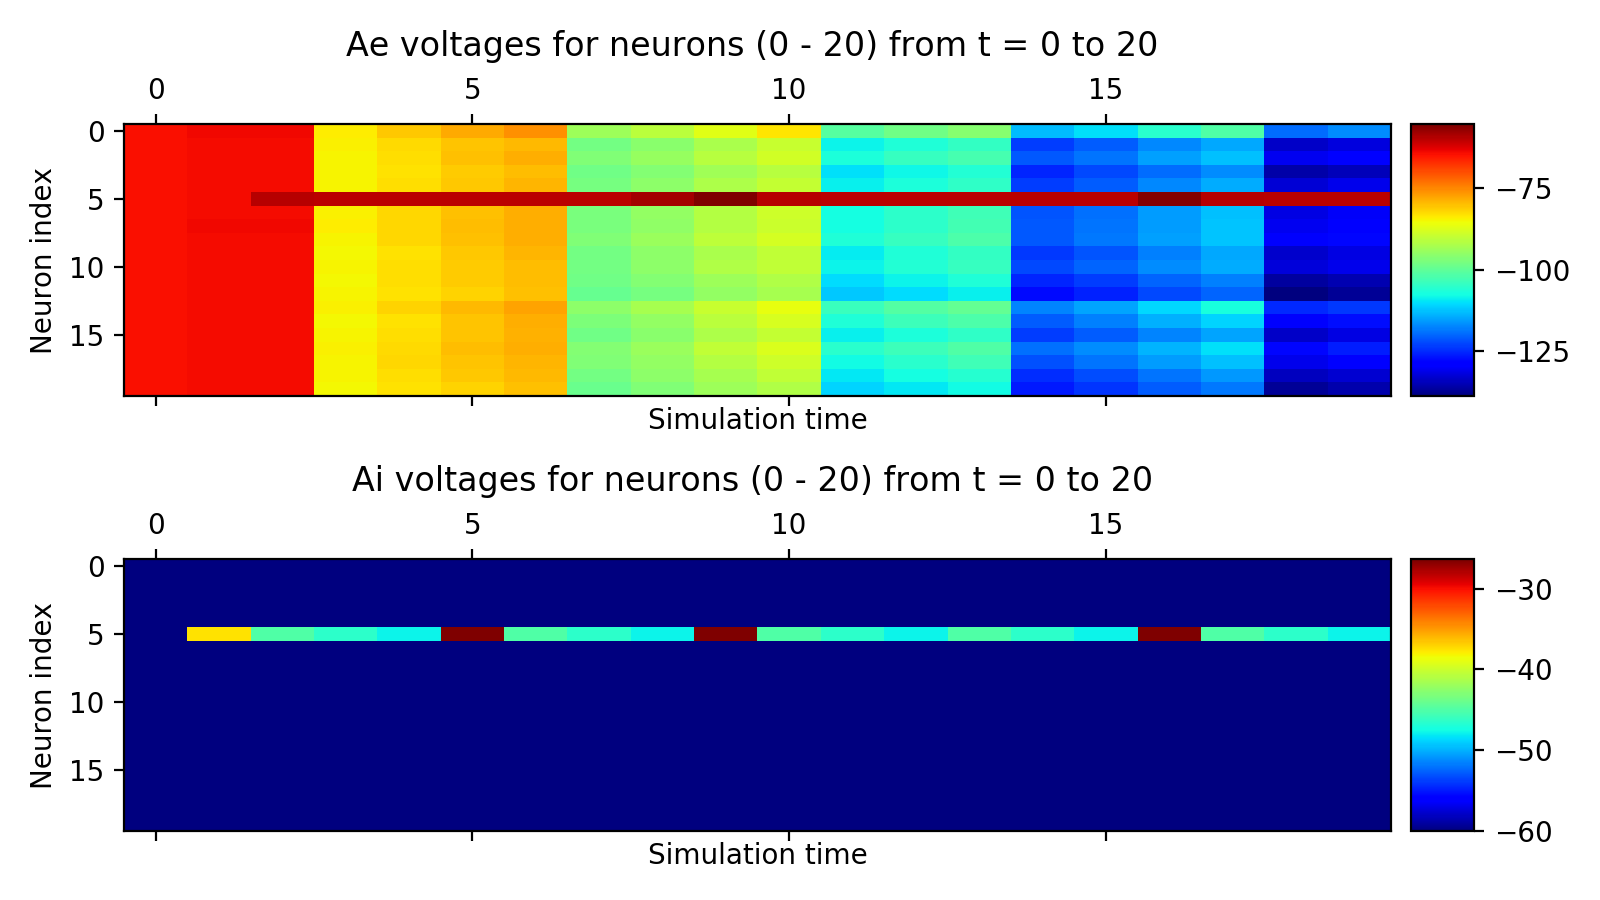 Ae voltages for neurons (0 - 20) from t = 0 to 20
0 5 10 15
Neuron index
0
5
10
15
Simulation time
−75
−100
−125
Ai voltages for neurons (0 - 20) from t = 0 to 20
0 5 10 15
Neuron index
0
5
10
15
Simulation time
−30
−40
−50
−60